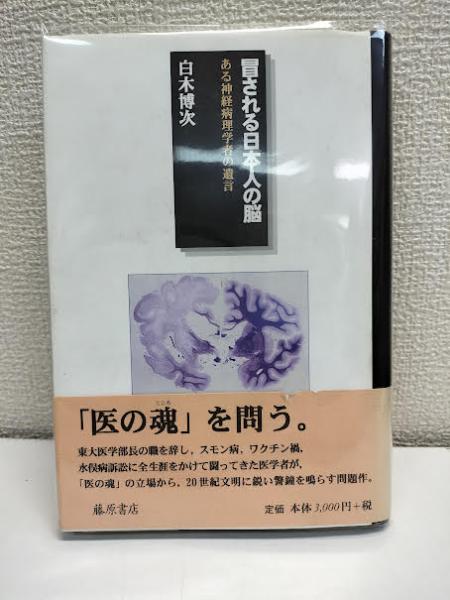 冒される日本人の脳
ある神経病理学者の遺言
白木博次
「医の魂」を問う。
東大医学部長の職を辞し、スモン病、ワクチン禍、
水俣病訴訟に全生涯をかけて闘ってきた医学者が、
「医の魂」の立場から、20世紀文明に鋭い警鐘を鳴らす問題作。
藤原書店
定価 本体3,000円+税